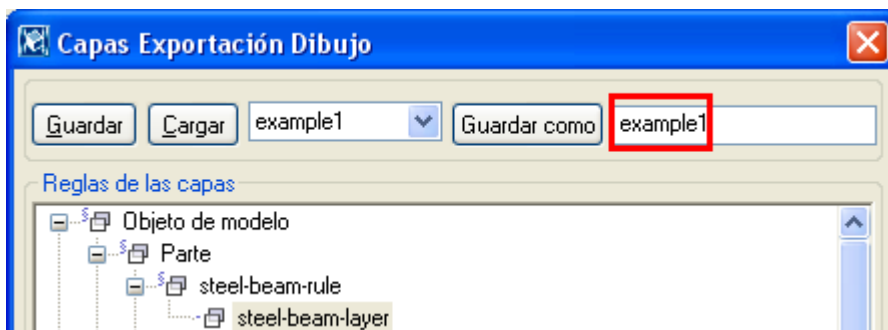 Capas Exportación Dibujo
Guardar Cargar example1 Guardar como example1
Reglas de las capas
Objeto de modelo
Parte
steel-beam-rule
steel-beam-layer